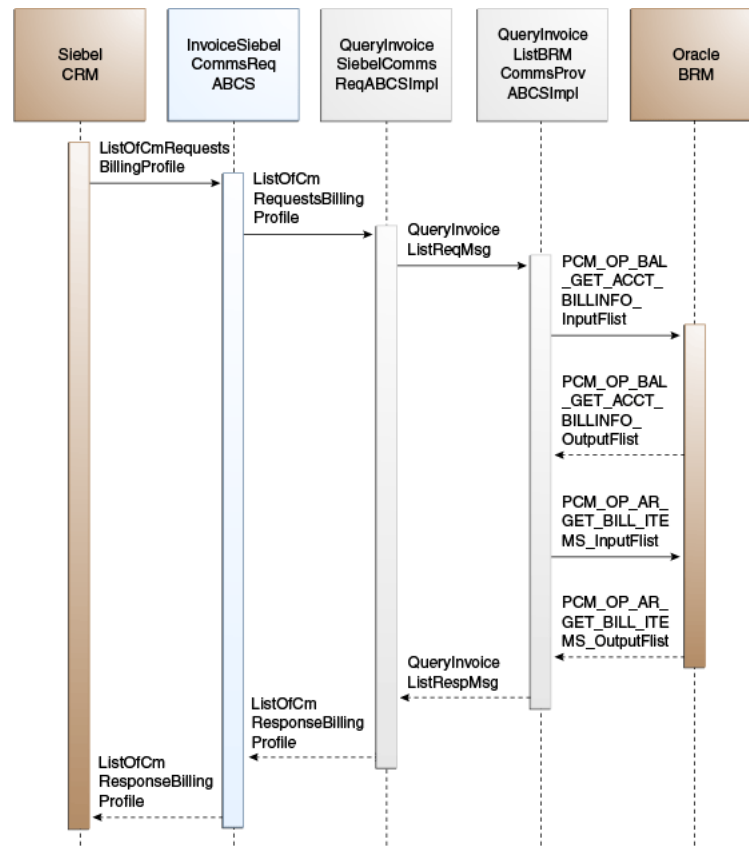 Siebel
CRM
InvoiceSiebel
CommsReq
ABCS
QueryInvoice
SiebelComms
ReqABCSImpl
QueryInvoice
ListBRM
CommsProv
ABCSImpl
Oracle
BRM
ListOfCmRequests
BillingProfile
ListOfCm
RequestsBilling
Profile
QueryInvoice
ListReqMsg
PCM_OP_BAL
_GET_ACCT_
BILLINFO_
InputFlist
PCM_OP_BAL
_GET_ACCT_
BILLINFO_
OutputFlist
PCM_OP_AR_
GET_BILL_ITE
MS_InputFlist
PCM_OP_AR_
GET_BILL_ITE
MS_OutputFlist
QueryInvoice
ListRespMsg
ListOfCm
ResponseBilling
Profile
ListOfCm
ResponseBilling
Profile